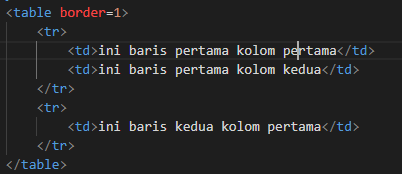 <table border=1>
<tr>
<td>ini baris pertama kolom pertama</td>
<td>ini baris pertama kolom kedua</td>
</tr>
<tr>
<td>ini baris kedua kolom pertama</td>
</tr>
</table>